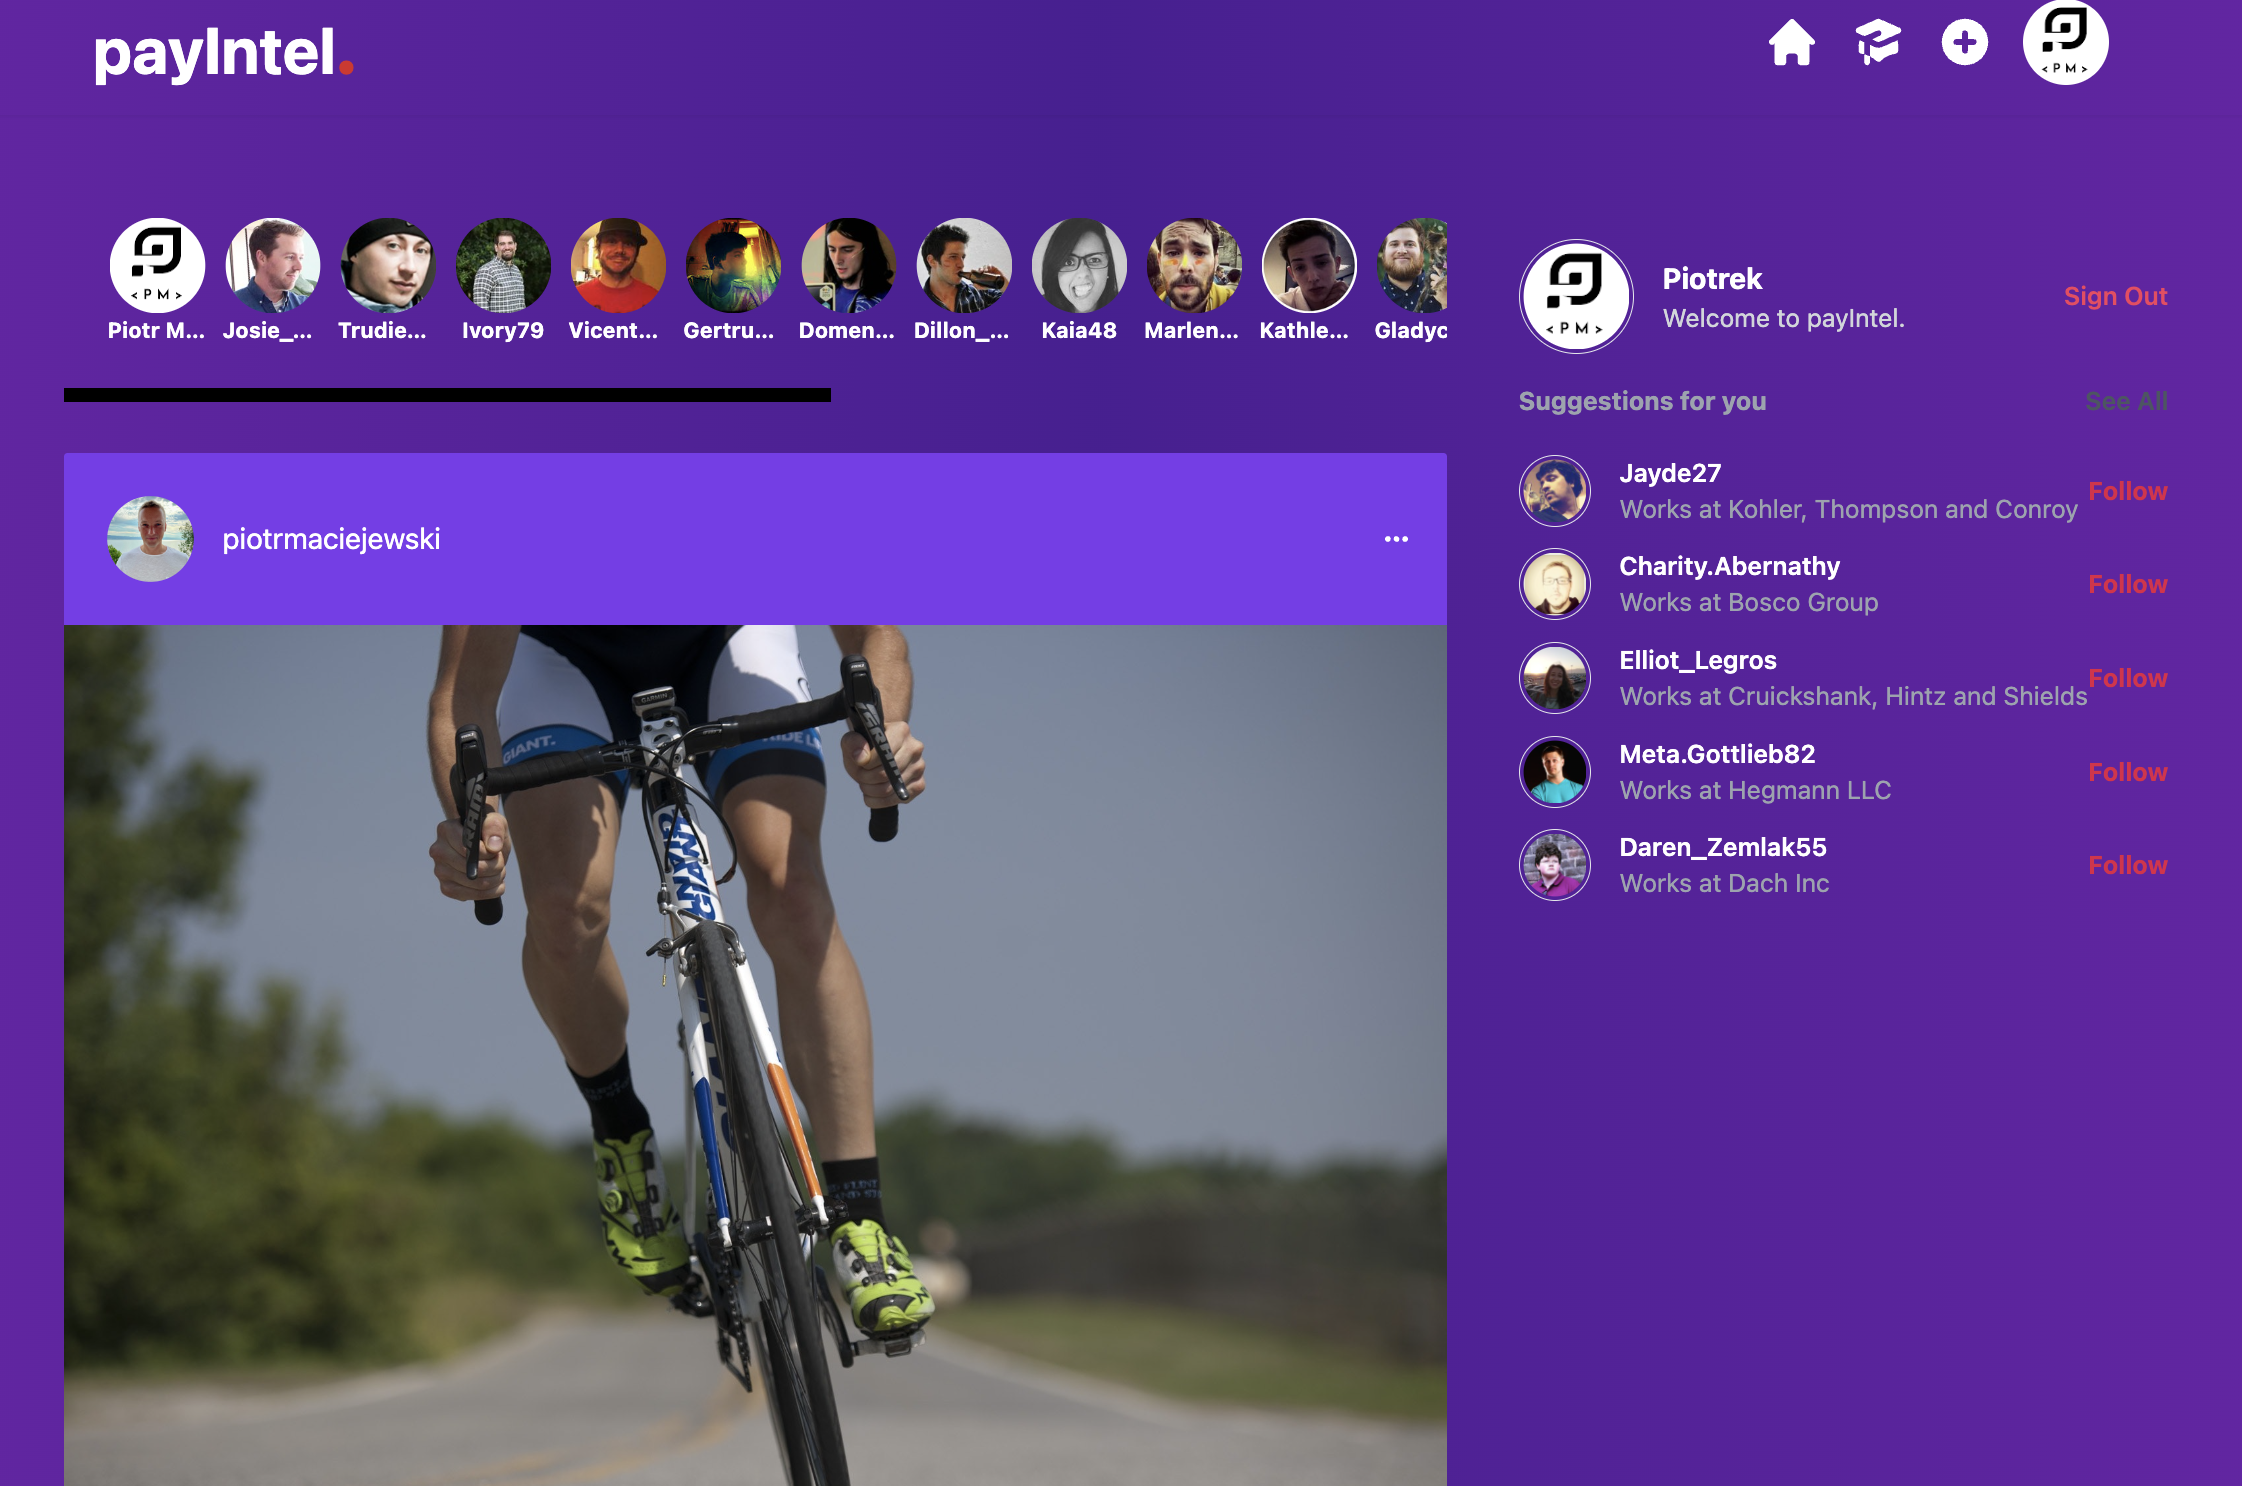 payIntel.
< P M >
< P M >
Piotr M... Josie_... Trudie... Ivory79 Vicent... Gertru... Domen... Dillon_... Kaia48 Marlen... Kathle... Gladyc
< P M >
Piotrek
Welcome to payIntel.
Sign Out
Suggestions for you
See All
Jayde27
Works at Kohler, Thompson and Conroy
Follow
Charity.Abernathy
Works at Bosco Group
Follow
Elliot_Legros
Works at Cruickshank, Hintz and Shields
Follow
Meta.Gottlieb82
Works at Hegmann LLC
Follow
Daren_Zemlak55
Works at Dach Inc
Follow
piotrmaciejewski
...
GARMIN
GIANT.
GIANT